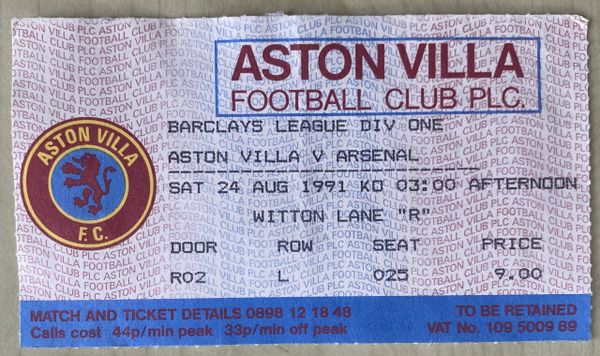 ASTON VILLA
FOOTBALL CLUB PLC.
BARCLAYS LEAGUE DIV ONE
ASTON VILLA V ARSENAL
SAT 24 AUG 1991 KO 03:00 AFTERNOON
WITTON LANE "R"
ASTON VILLA
F.C.
DOOR ROW SEAT PRICE
R02 L 025 9.00
MATCH AND TICKET DETAILS 0898 12 18 48
TO BE RETAINED
Calls cost 44p/min peak 33p/min off peak
VAT No. 109 5009 89